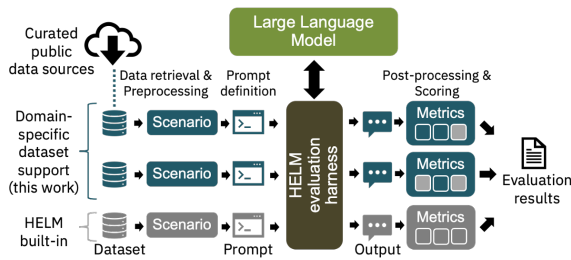 Curated
public
data sources
Large Language
Model
Data retrieval &
Preprocessing
Prompt
definition
Post-processing &
Scoring
Domain-
specific
dataset
support
(this work)
Scenario
Metrics
Scenario
Metrics
HELM
evaluation
harness
Evaluation
results
HELM
built-in
Scenario
Metrics
Dataset
Prompt
Output